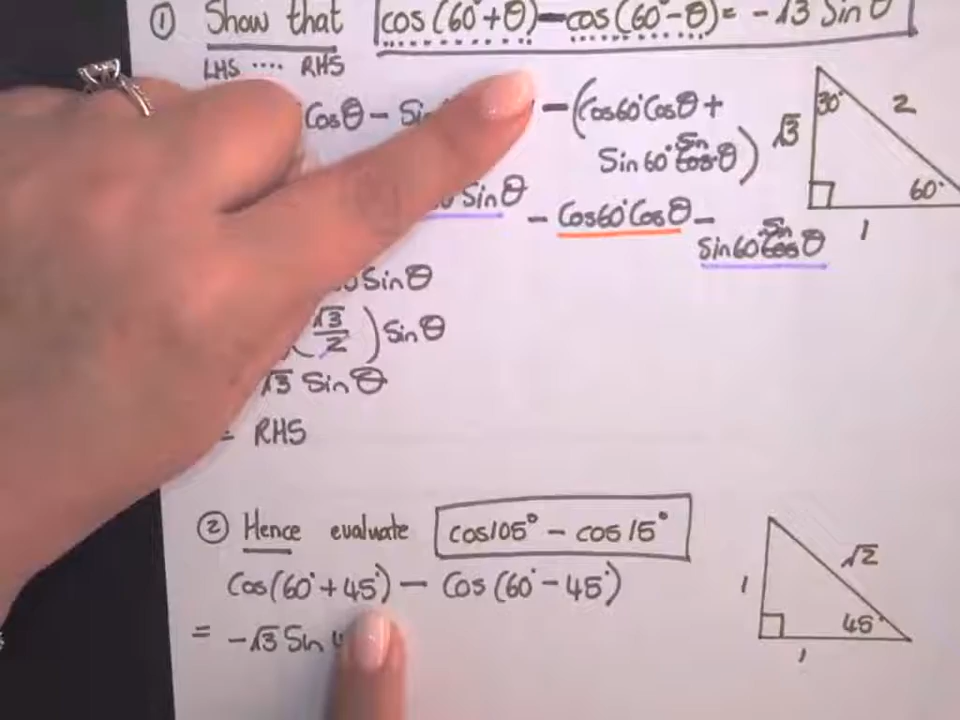 ① Show that cos(60°+θ)-cos(60°-θ)= -√3 Sinθ
LHS .... RHS
Cosθ - Si - (Cos60°Cosθ +
Sin60°Sinθ)
Sinθ - Cos60°Cosθ -
Sin60°Sinθ
Sinθ
√3/2 ) Sinθ
√3 Sinθ
= RHS
30°
2
√3
60°
1
② Hence evaluate cos105° - cos15°
Cos(60°+45°) - Cos(60°-45°)
= -√3 Sin
1
√2
45°
1